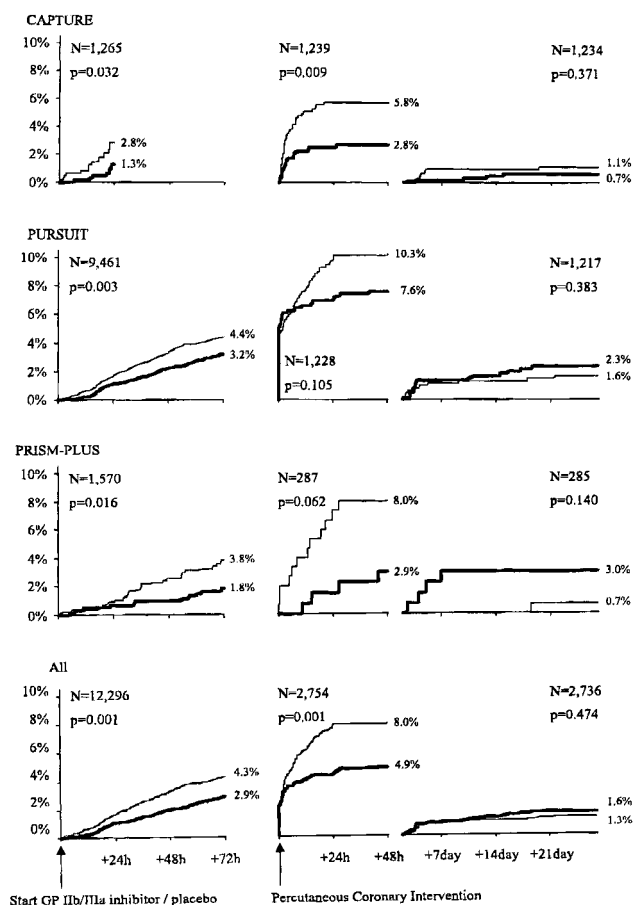 CAPTURE
10%
8%
6%
4%
2%
0%
N=1,265
p=0.032
2.8%
1.3%
N=1,239
p=0,009
5.8%
2.8%
N=1,234
p=0,371
1.1%
0.7%
PURSUIT
10%
8%
6%
4%
2%
0%
N=9,461
p=0.003
4.4%
3.2%
10.3%
7.6%
N=1,228
p=0.105
N=1,217
p=0.383
2.3%
1.6%
PRISM-PLUS
10%
8%
6%
4%
2%
0%
N=1,570
p=0.016
3.8%
1.8%
N=287
p=0.062
8.0%
2.9%
N=285
p=0.140
3.0%
0.7%
All
10%
8%
6%
4%
2%
0%
N=12,296
p=0.001
4.3%
2.9%
N=2,754
p=0.001
8.0%
4.9%
N=2,736
p=0.474
1.6%
1.3%
+24h +48h +72h
+24h +48h
+7day +14day +21day
Start GP IIb/IIIa inhibitor / placebo
Percutaneous Coronary Intervention